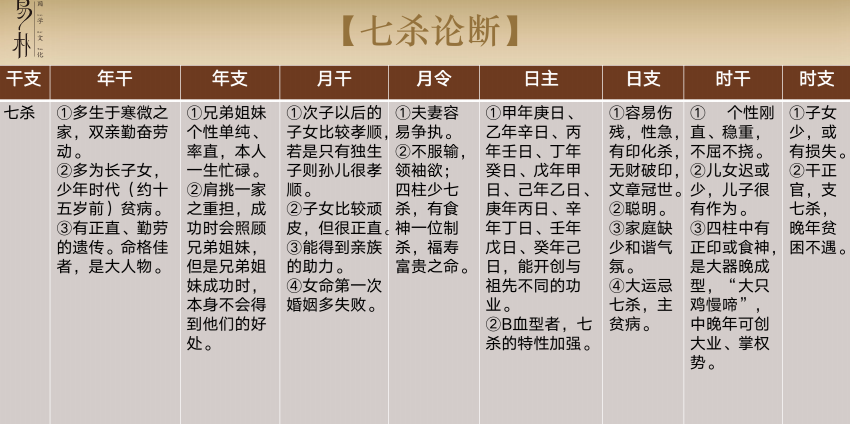 易朴
【七杀论断】
干支 年干 年支 月干 月令 日主 日支 时干 时支
七杀
①多生于寒微之
家，双亲勤奋劳
动。
②多为长子女，
少年时代（约十
五岁前）贫病。
③有正直、勤劳
的遗传。命格佳
者，是大人物。
①兄弟姐妹
个性单纯、
率直，本人
一生忙碌。
②肩挑一家
之重担，成
功时会照顾
兄弟姐妹，
但是兄弟姐
妹成功时，
本身不会得
到他们的好
处。
①次子以后的
子女比较孝顺，
若是只有独生
子则孙儿很孝
顺。
②子女比较顽
皮，但很正直。
③能得到亲族
的助力。
④女命第一次
婚姻多失败。
①夫妻容
易争执。
②不服输，
领袖欲；
四柱少七
杀，有食
神一位制
杀，福寿
富贵之命。
①甲年庚日、
乙年辛日、丙
年壬日、丁年
癸日、戊年甲
日、己年乙日、
庚年丙日、辛
年丁日、壬年
戊日、癸年己
日，能开创与
祖先不同的功
业。
②B血型者，七
杀的特性加强。
①容易伤
残，性急，
有印化杀，
无财破印，
文章冠世。
②聪明。
③家庭缺
少和谐气
氛。
④大运忌
七杀，主
贫病。
① 个性刚
直、稳重，
不屈不挠。
②儿女迟或
少，儿子很
有作为。
③四柱中有
正印或食神，
是大器晚成
型，“大只
鸡慢啼”，
中晚年可创
大业、掌权
势。
①子女
少，或
有损失。
②干正
官，支
七杀，
晚年贫
困不遇。